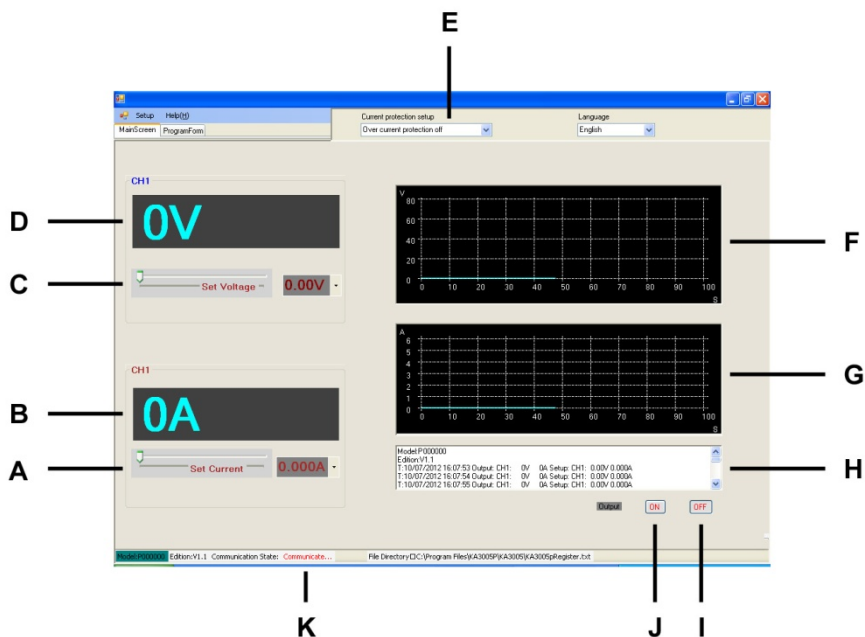 E
Setup Help(H)
Current protection setup
Language
MainScreen ProgramForm
Over current protection off
English
CH1
0V
D
C
Set Voltage
0.00V
V
80
60
40
20
0
0 10 20 30 40 50 60 70 80 90 100
S
F
CH1
0A
B
A
Set Current
0.000A
A
6
5
4
3
2
1
0
0 10 20 30 40 50 60 70 80 90 100
S
G
Model:P000000
Edition:V1.1
T:10/07/2012 16:07:53 Output: CH1: 0V 0A Setup: CH1: 0.00V 0.000A
T:10/07/2012 16:07:54 Output: CH1: 0V 0A Setup: CH1: 0.00V 0.000A
T:10/07/2012 16:07:55 Output: CH1: 0V 0A Setup: CH1: 0.00V 0.000A
H
Output ON OFF
Model:P000000 Edition:V1.1 Communication State: Communicate...
File Directory□C:\Program Files\KA3005P\KA3005\KA3005pRegister.txt
K
J
I